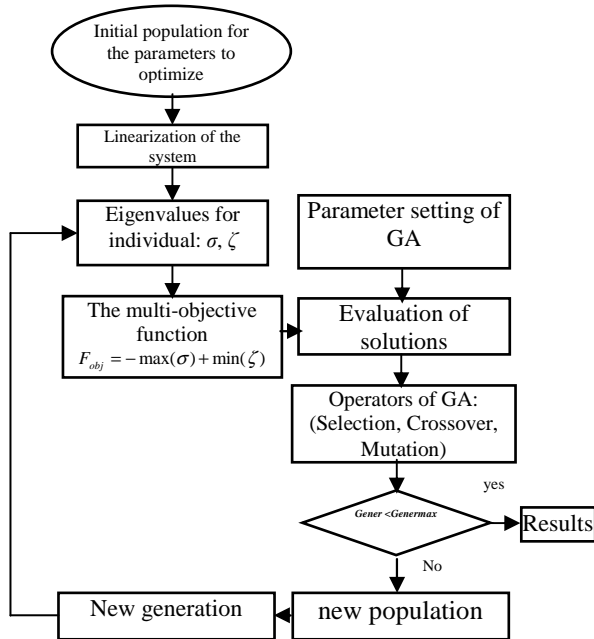 Initial population for
the parameters to
optimize
Linearization of the
system
Eigenvalues for
individual: σ, ζ
Parameter setting of
GA
The multi-objective
function
F_obj = − max(σ) + min(ζ)
Evaluation of
solutions
Operators of GA:
(Selection, Crossover,
Mutation)
yes
Gener <Genermax
Results
No
New generation
new population